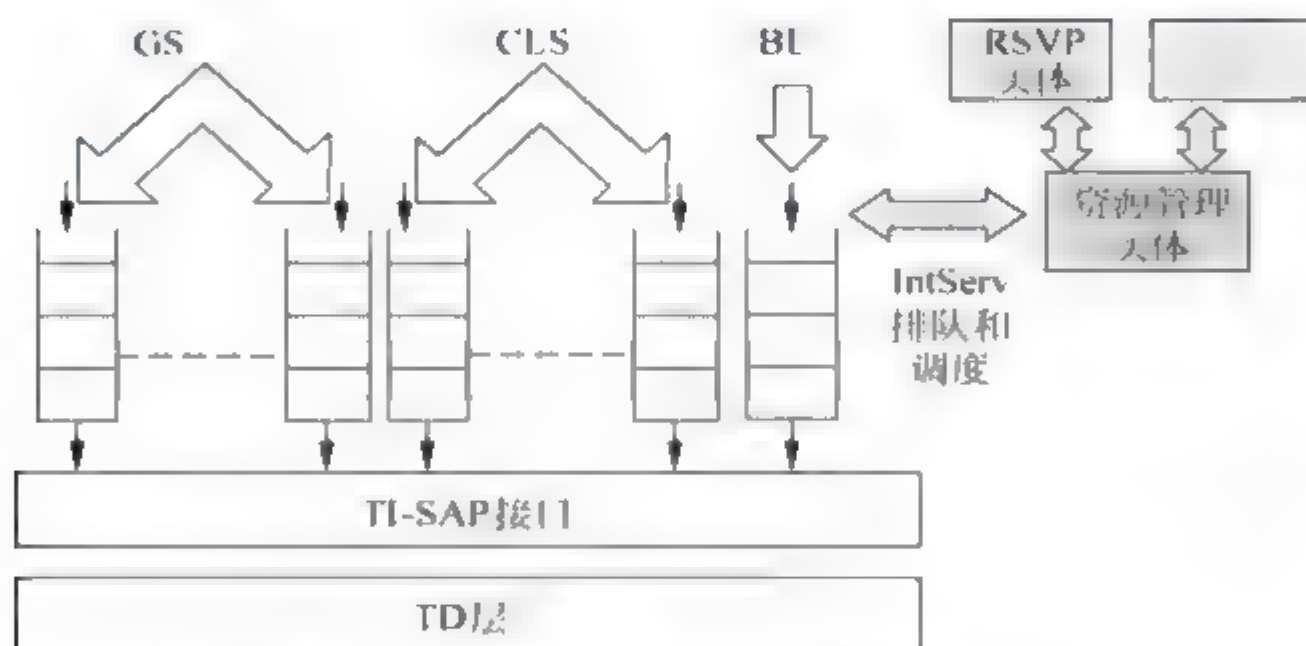 GS
CLS
BE
RSVP
实体
资源管理
实体
IntServ
排队和
调度
TI-SAP接口
TD层